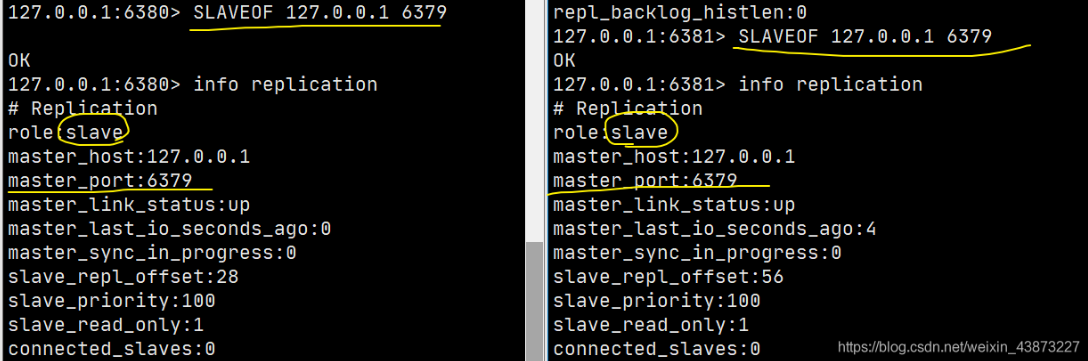 127.0.0.1:6380> SLAVEOF 127.0.0.1 6379
OK
127.0.0.1:6380> info replication
# Replication
role:slave
master_host:127.0.0.1
master_port:6379
master_link_status:up
master_last_io_seconds_ago:0
master_sync_in_progress:0
slave_repl_offset:28
slave_priority:100
slave_read_only:1
connected_slaves:0
repl_backlog_histlen:0
127.0.0.1:6381> SLAVEOF 127.0.0.1 6379
OK
127.0.0.1:6381> info replication
# Replication
role:slave
master_host:127.0.0.1
master_port:6379
master_link_status:up
master_last_io_seconds_ago:4
master_sync_in_progress:0
slave_repl_offset:56
slave_priority:100
slave_read_only:1
connected_slaves:0
https://blog.csdn.net/weixin_43873227